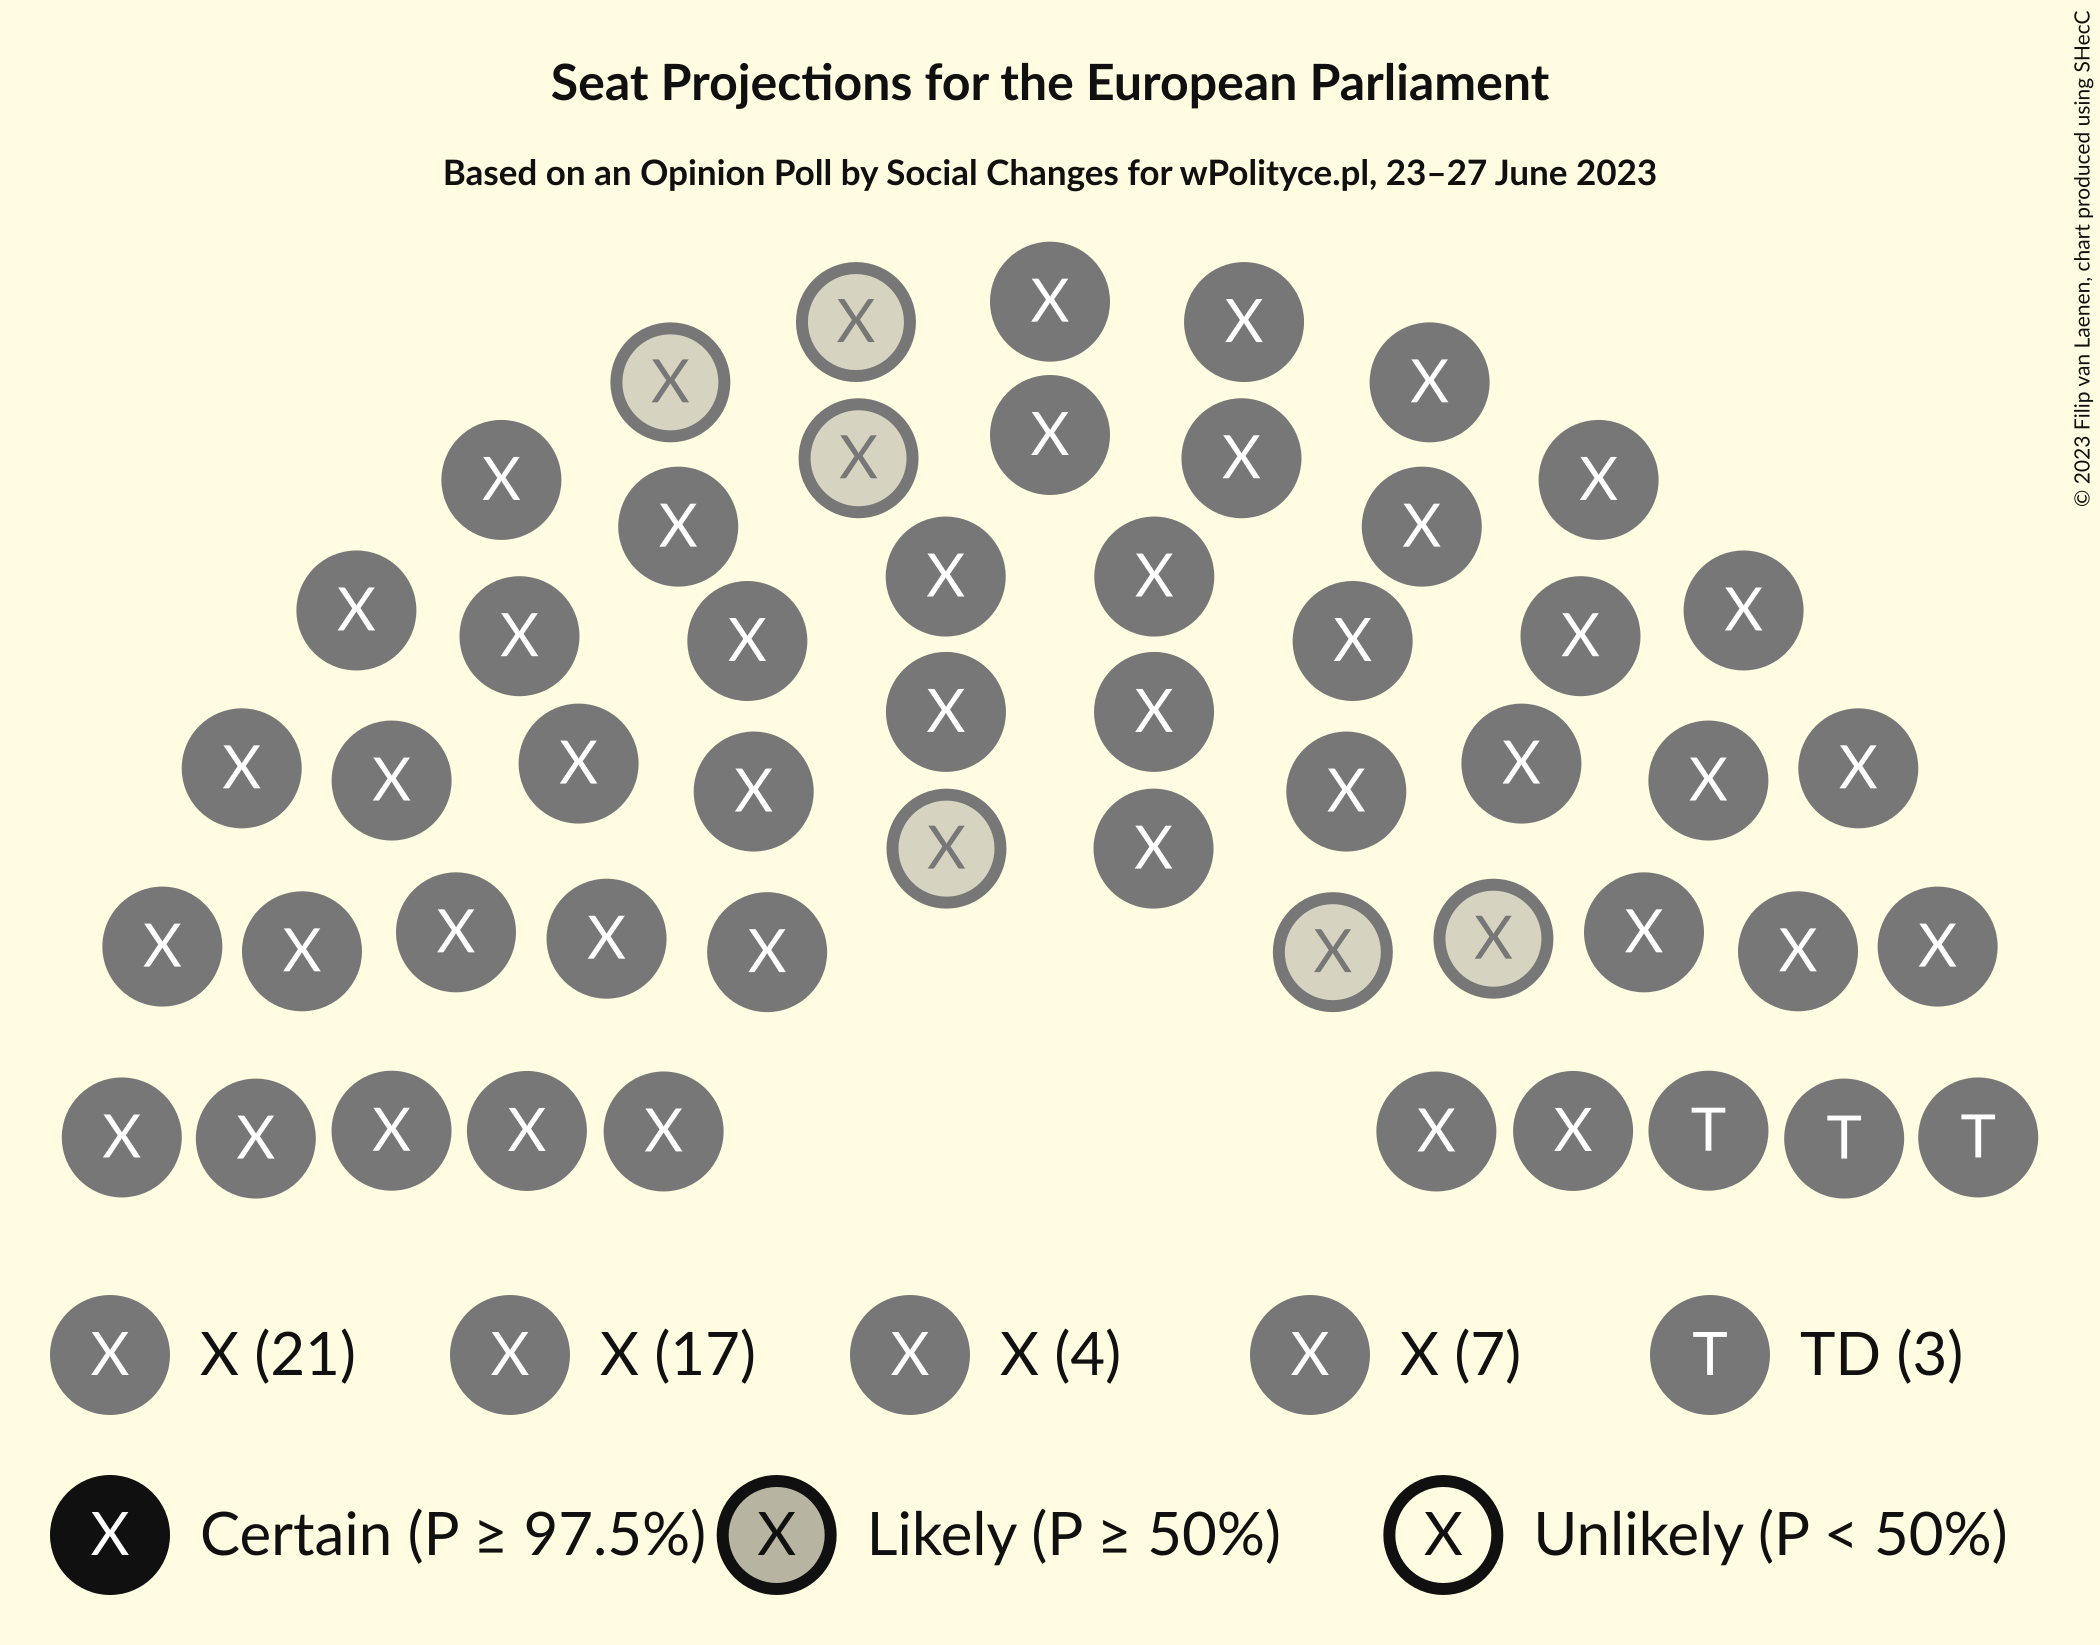 Seat Projections for the European Parliament
Based on an Opinion Poll by Social Changes for wPolityce.pl, 23–27 June 2023
© 2023 Filip van Laenen, chart produced using SHecC
X X X
X X
X X X
X X
X X
X X
X X
X X
X X
X X
X X
X X
X X
X X
X X
X X X X
X X
X X
X X
X X
X X
X X
X X
X X X T T T
X X X X
X X (21) X X (17) X X (4) X X (7) T TD (3)
X Certain (P ≥ 97.5%) X Likely (P ≥ 50%) X Unlikely (P < 50%)